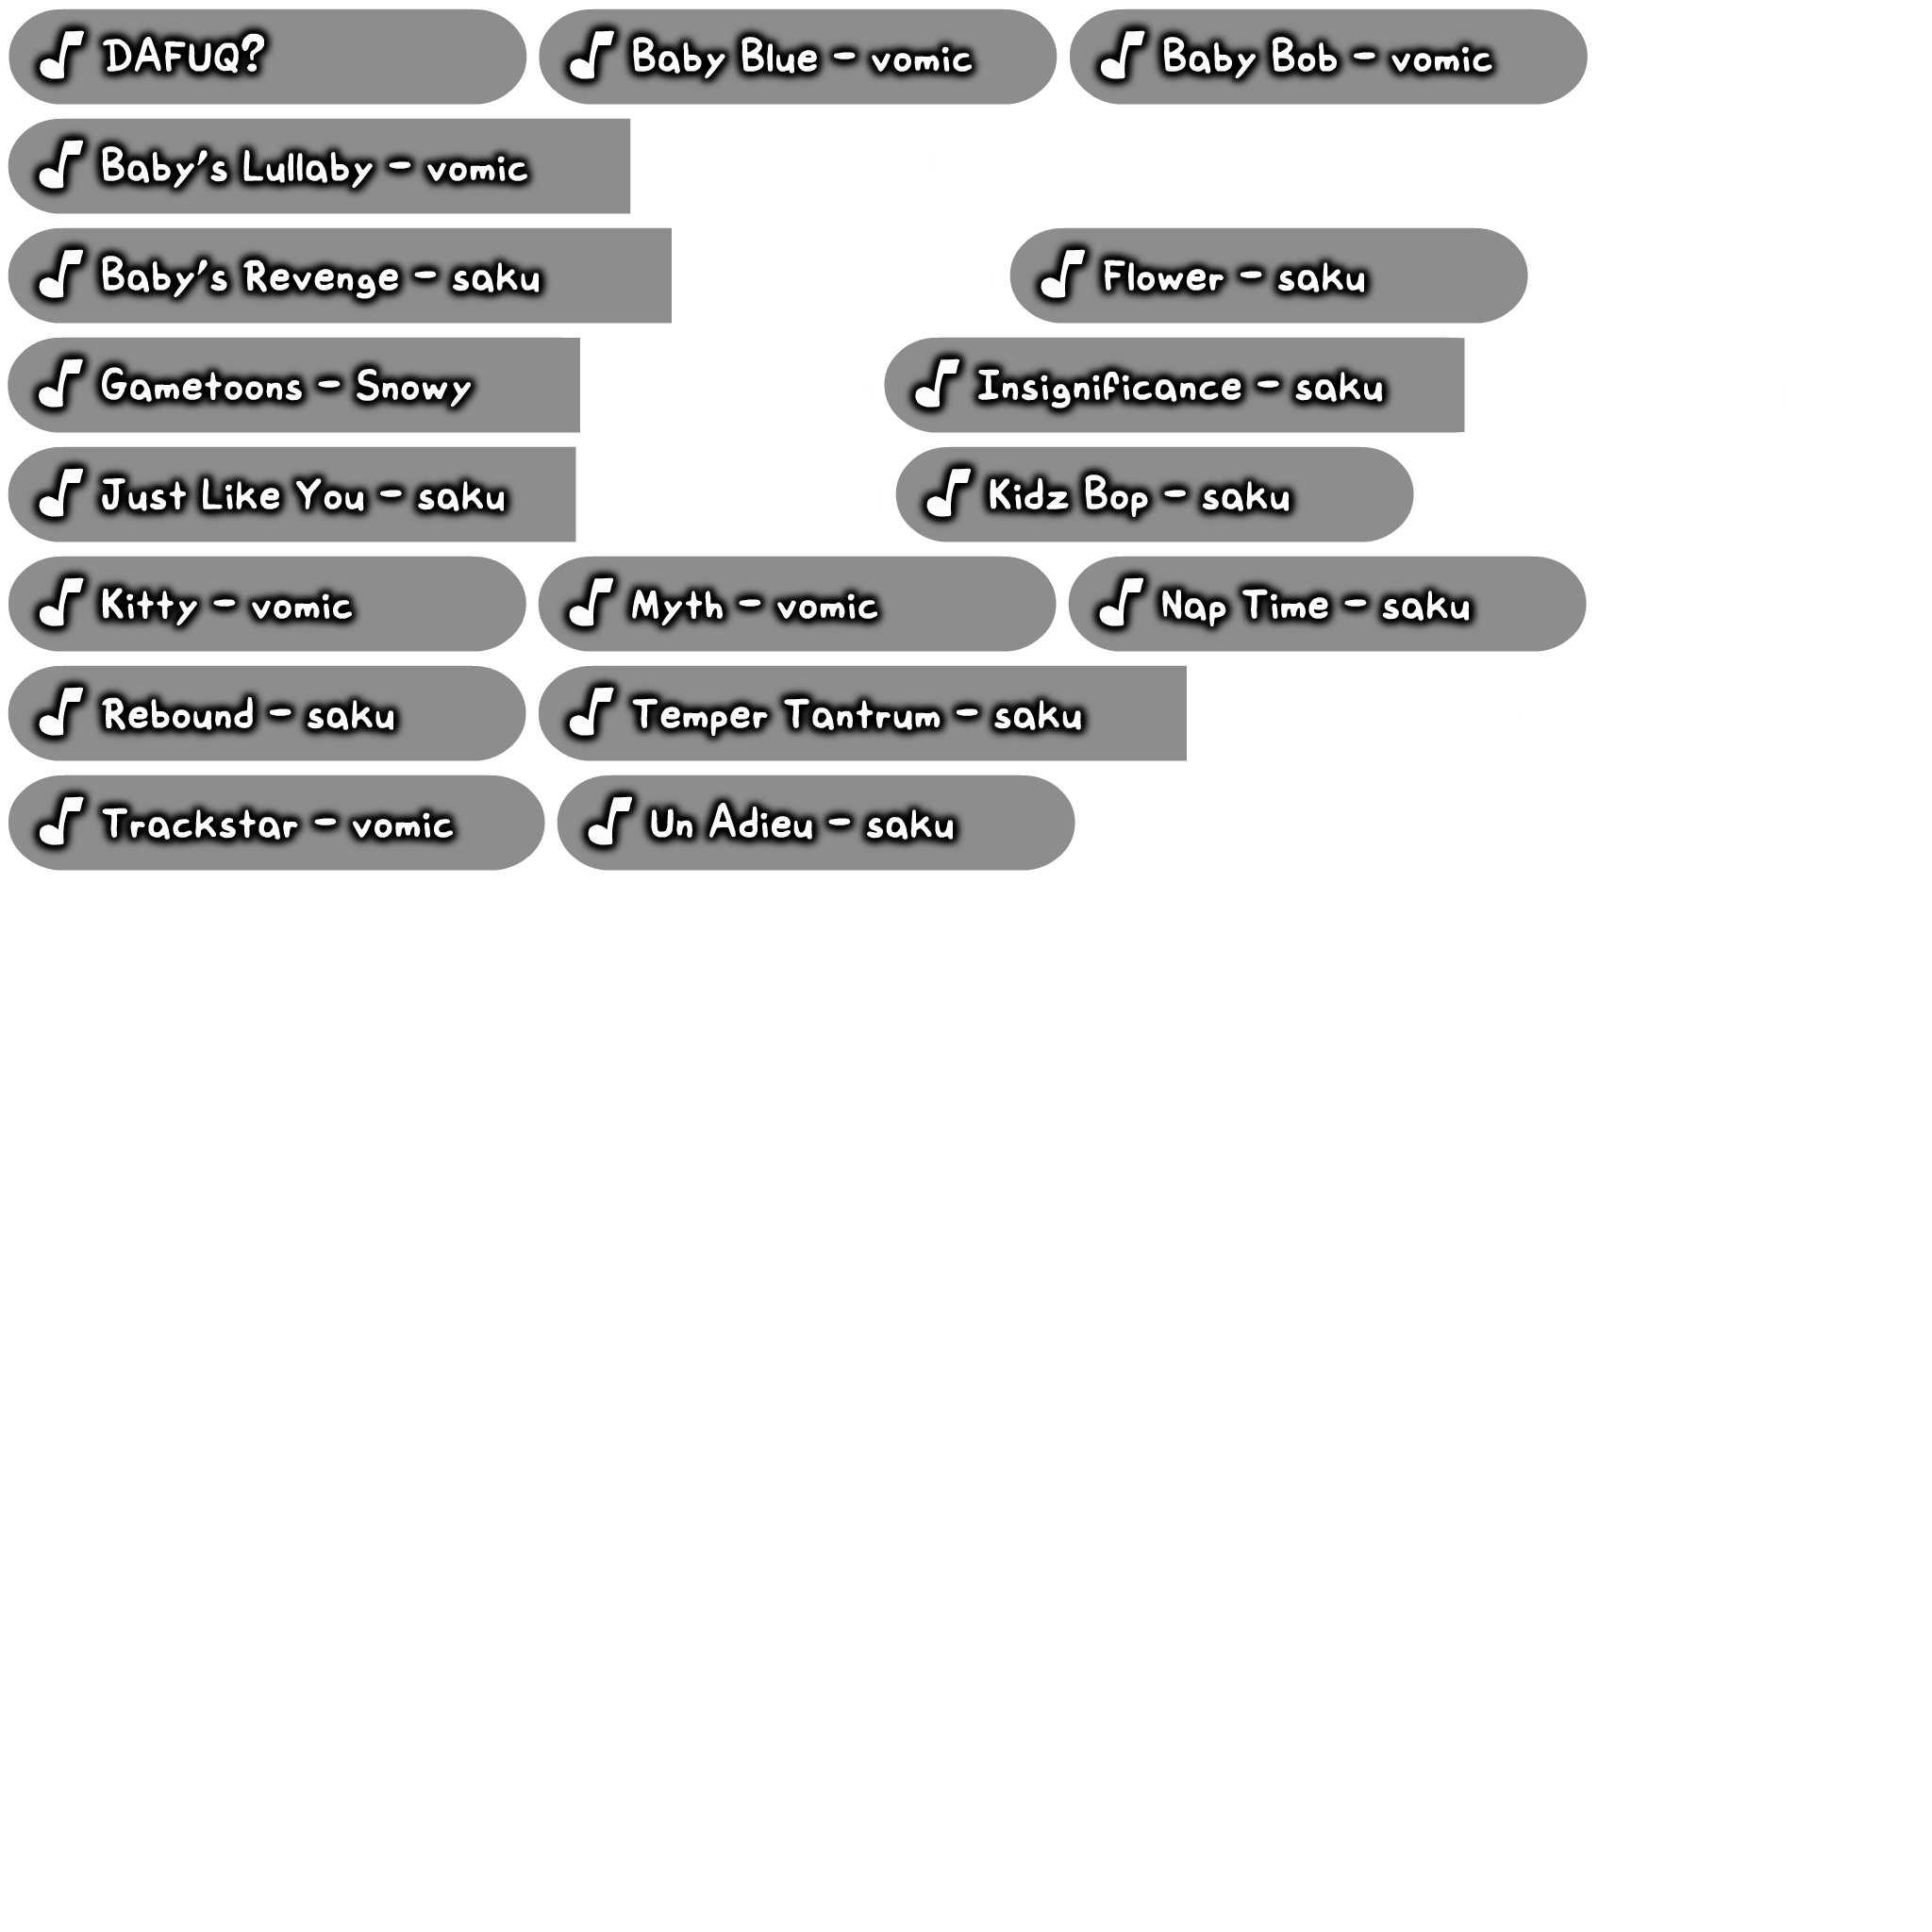 DAFUQ?
Baby Blue - vomic
Baby Bob - vomic
Baby's Lullaby - vomic
Baby's Revenge - saku
Flower - saku
Gametoons - Snowy
Insignificance - saku
Just Like You - saku
Kidz Bop - saku
Kitty - vomic
Myth - vomic
Nap Time - saku
Rebound - saku
Temper Tantrum - saku
Trackstar - vomic
Un Adieu - saku